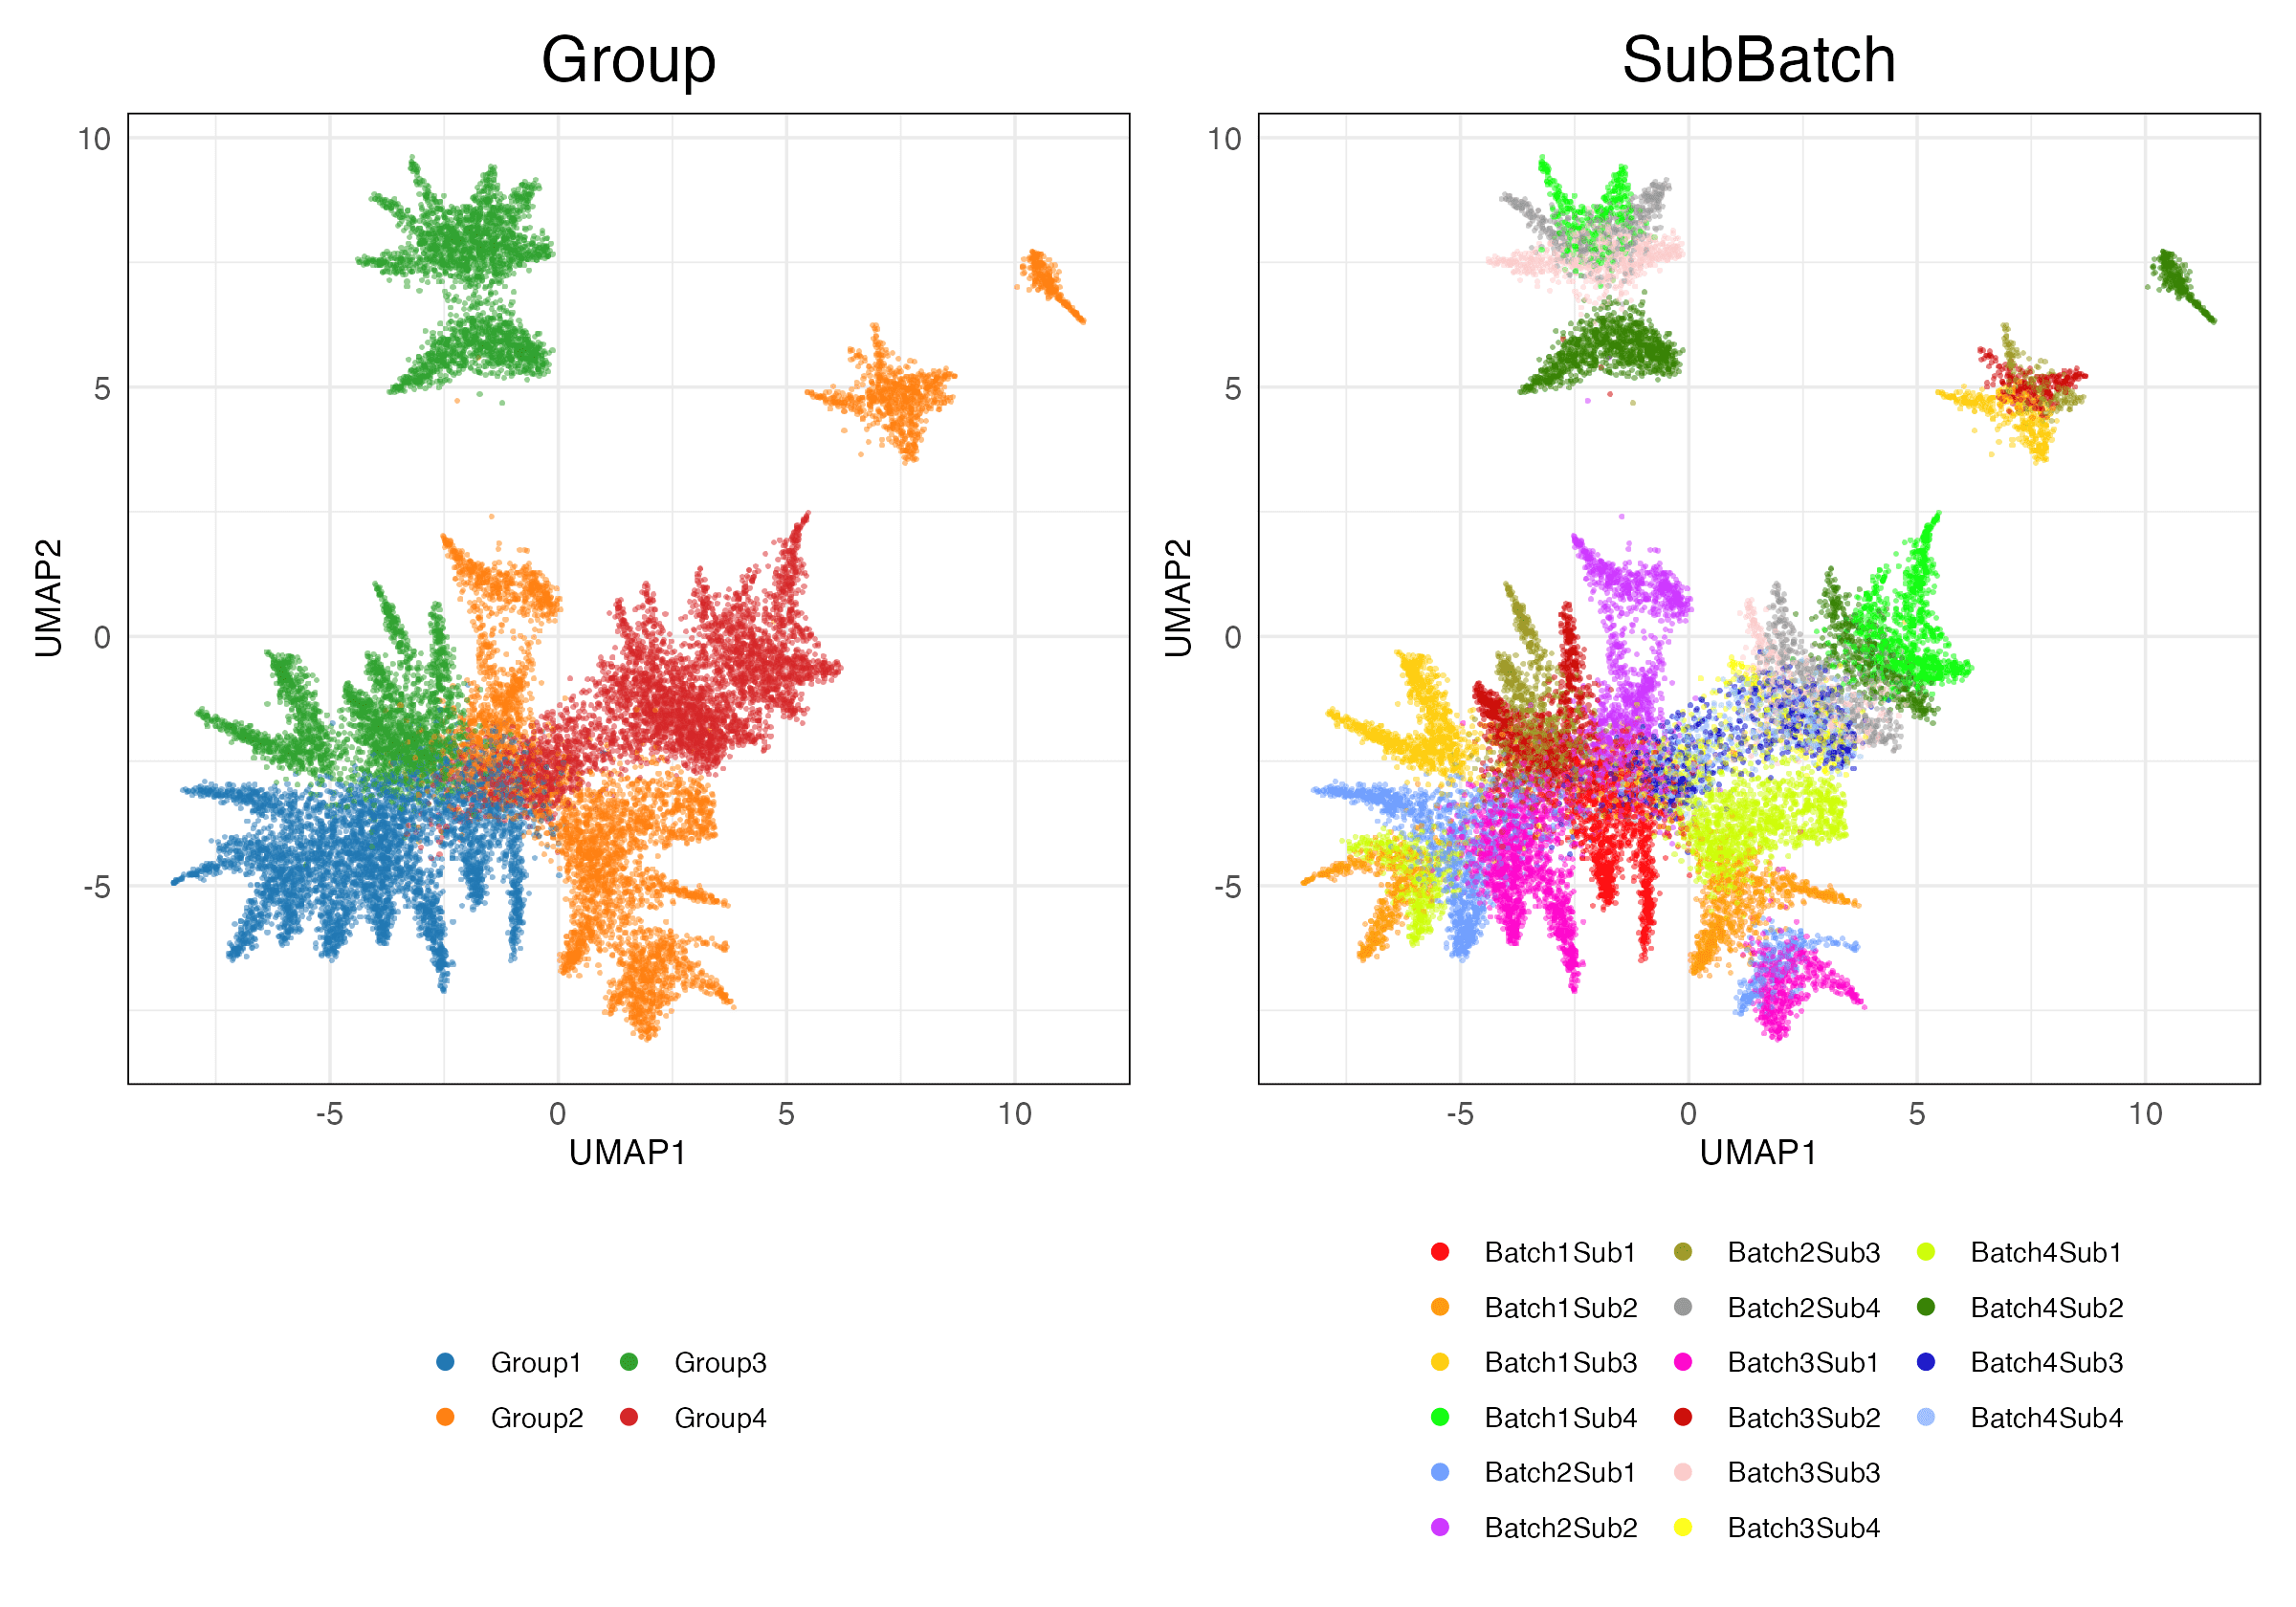 Group
SubBatch
10
5
0
-5
UMAP2
-5 0 5 10
UMAP1
10
5
0
-5
UMAP2
-5 0 5 10
UMAP1
Group1 Group3
Group2 Group4
Batch1Sub1 Batch2Sub3 Batch4Sub1
Batch1Sub2 Batch2Sub4 Batch4Sub2
Batch1Sub3 Batch3Sub1 Batch4Sub3
Batch1Sub4 Batch3Sub2 Batch4Sub4
Batch2Sub1 Batch3Sub3
Batch2Sub2 Batch3Sub4